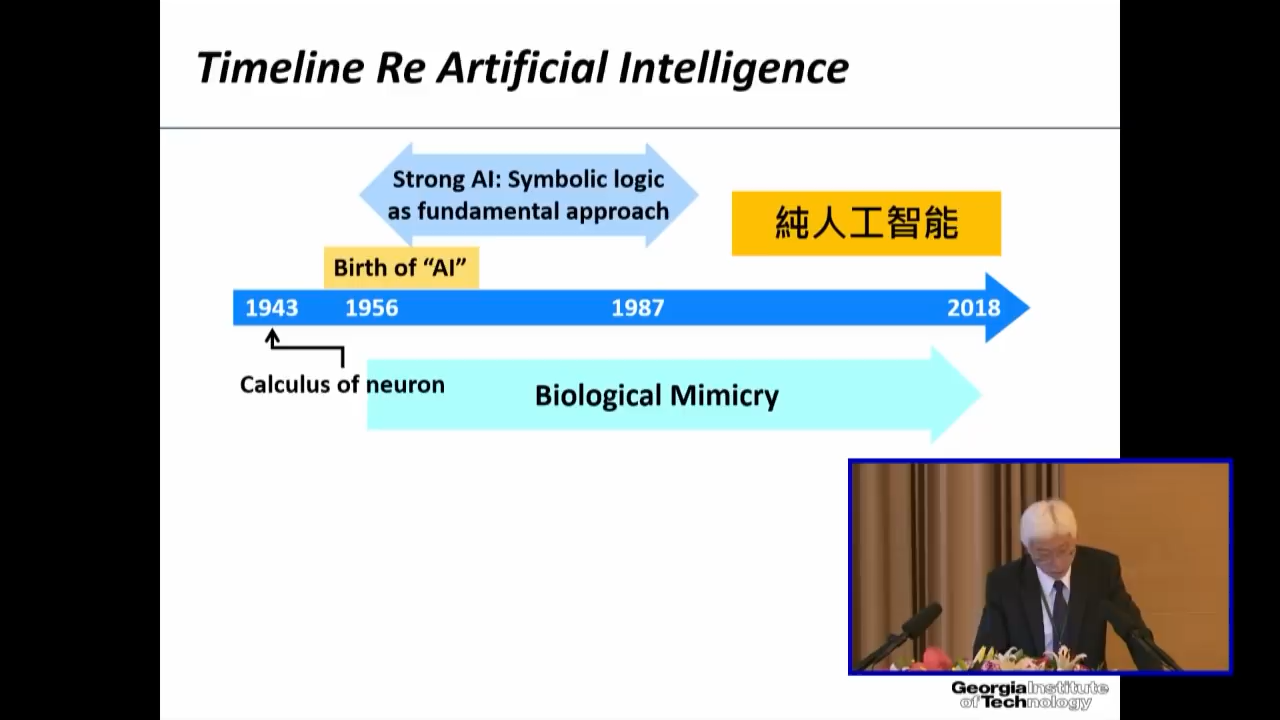 Timeline Re Artificial Intelligence
Strong AI: Symbolic logic
as fundamental approach
純人工智能
Birth of “AI”
1943 1956 1987 2018
Calculus of neuron
Biological Mimicry
Georgia Institute
of Technology